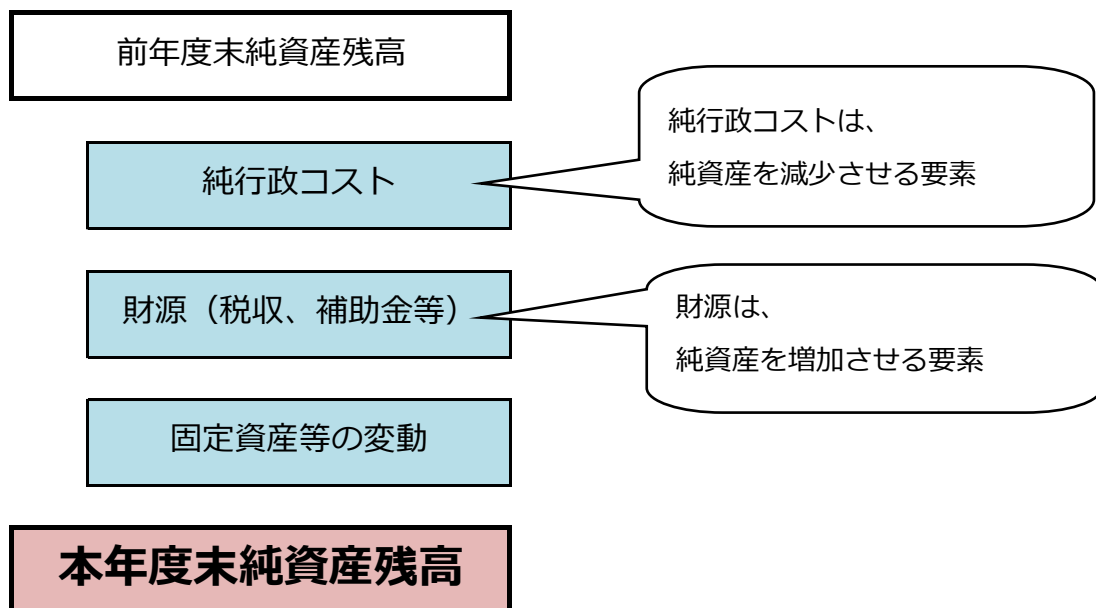 前年度末純資産残高
純行政コストは、
純資産を減少させる要素
純行政コスト
財源（税収、補助金等）
財源は、
純資産を増加させる要素
固定資産等の変動
本年度末純資産残高